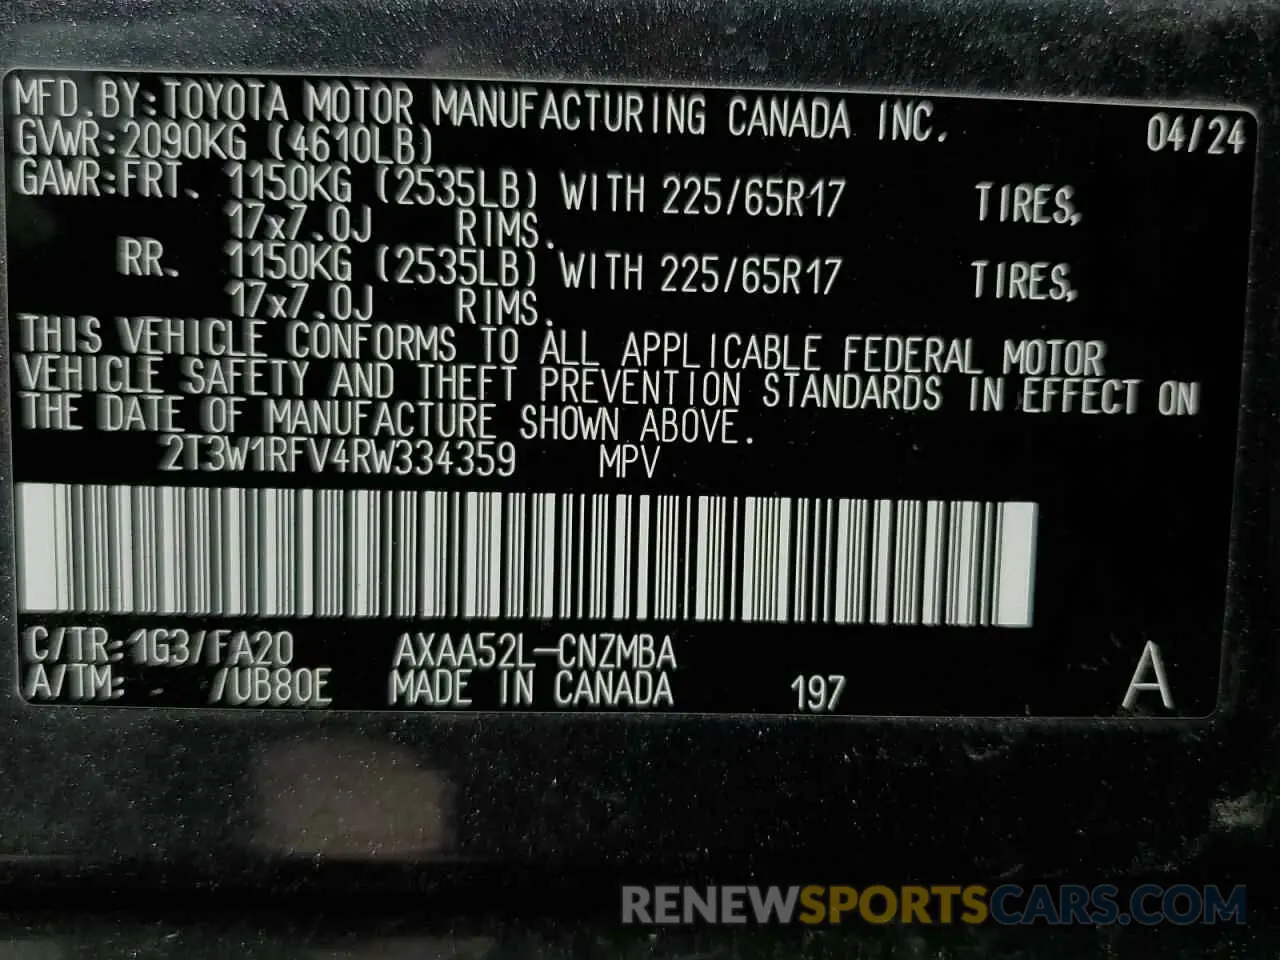 MFD.BY:TOYOTA MOTOR MANUFACTURING CANADA INC. 04/24
GVWR:2090KG (4610LB)
GAWR:FRT. 1150KG (2535LB) WITH 225/65R17 TIRES,
17x7.0J RIMS.
RR. 1150KG (2535LB) WITH 225/65R17 TIRES,
17x7.0J RIMS.
THIS VEHICLE CONFORMS TO ALL APPLICABLE FEDERAL MOTOR
VEHICLE SAFETY AND THEFT PREVENTION STANDARDS IN EFFECT ON
THE DATE OF MANUFACTURE SHOWN ABOVE.
2T3W1RFV4RW334359 MPV
C/TR:1G3/FA20 AXAA52L-CNZMBA
A/TM: - /UB80E MADE IN CANADA 197 A
RENEWSPORTSCARS.COM